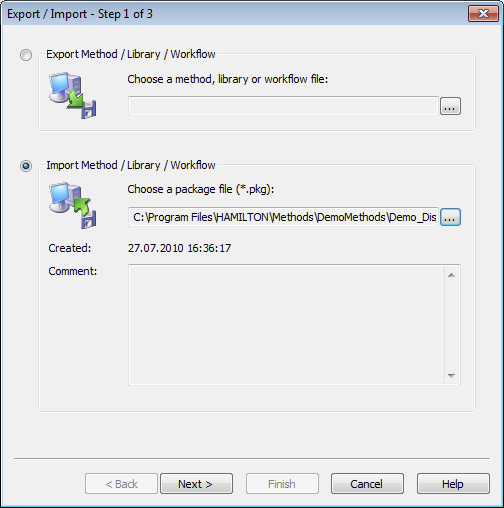 Export / Import - Step 1 of 3
Export Method / Library / Workflow
Choose a method, library or workflow file:
...
Import Method / Library / Workflow
Choose a package file (*.pkg):
C:\Program Files\HAMILTON\Methods\DemoMethods\Demo_Dis ...
Created: 27.07.2010 16:36:17
Comment:
< Back Next > Finish Cancel Help